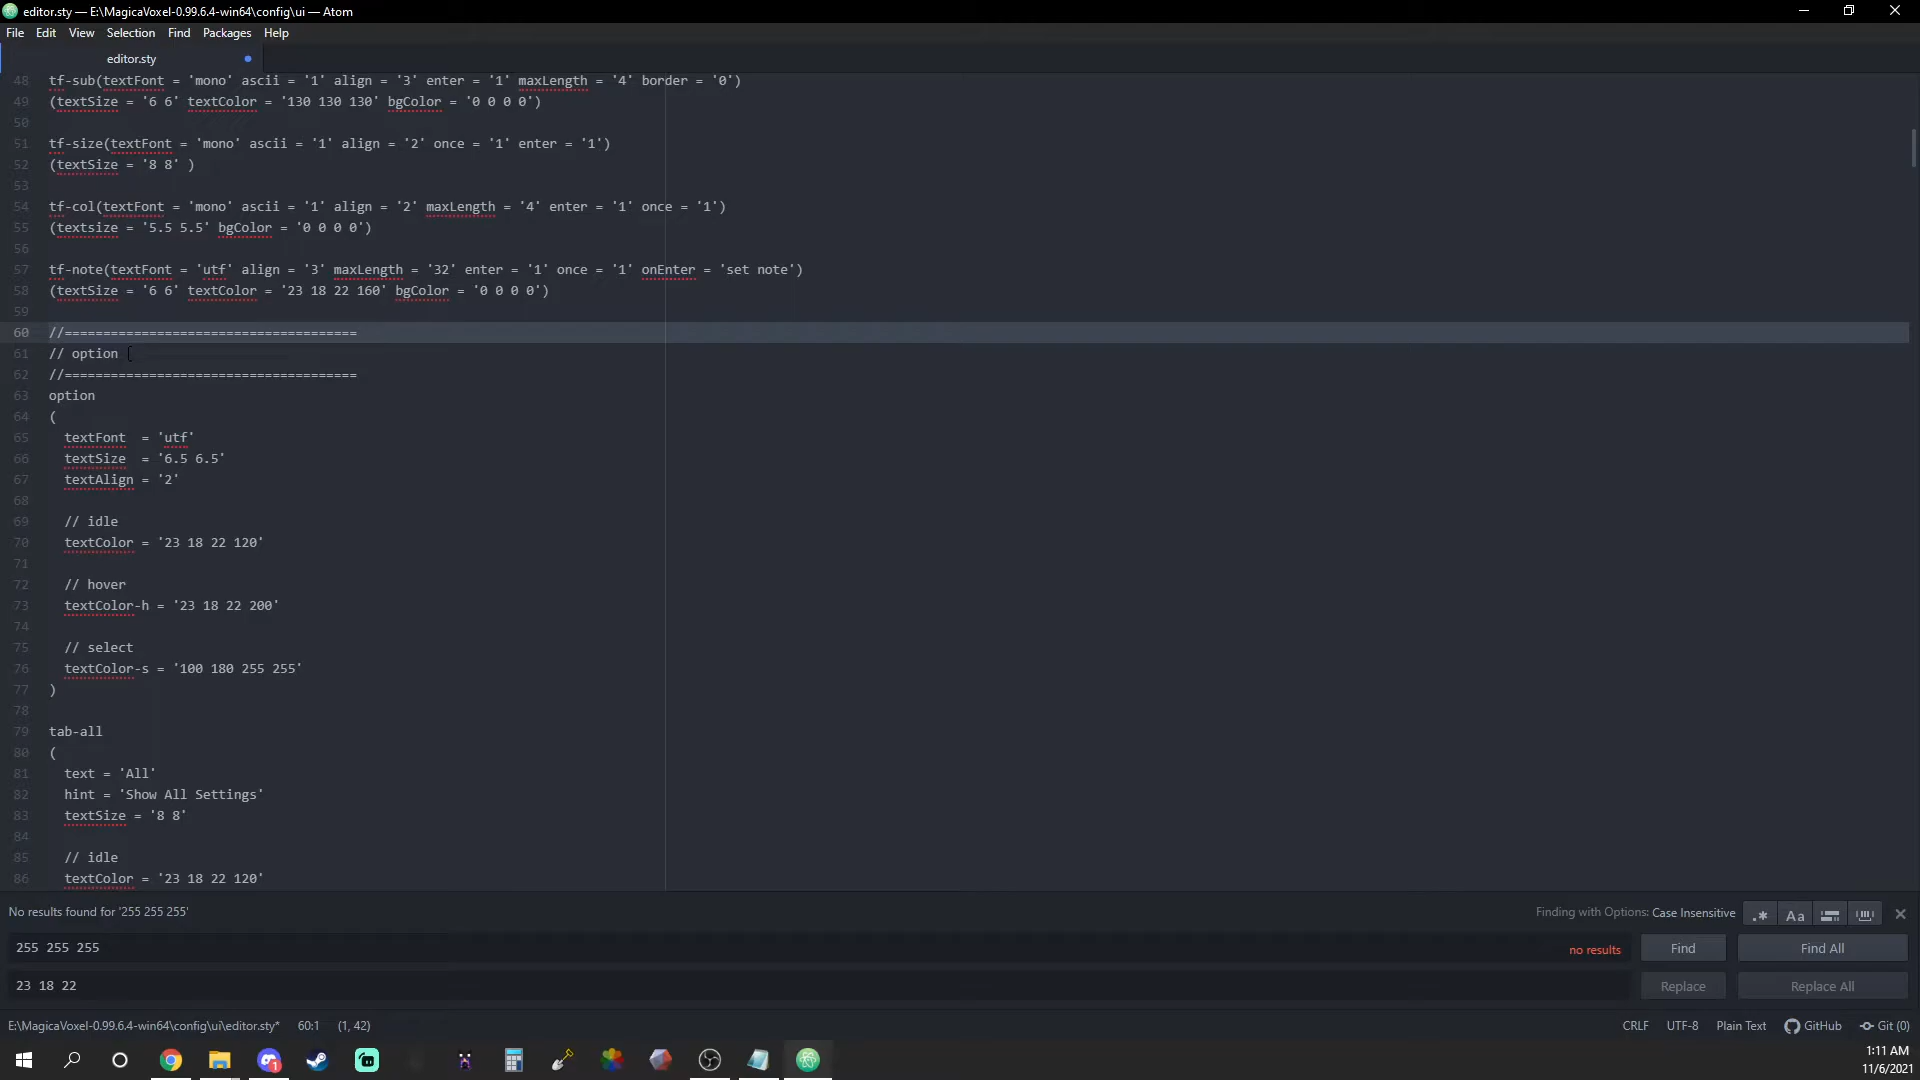 editor.sty — E:\MagicaVoxel-0.99.6.4-win64\config\ui — Atom
File Edit View Selection Find Packages Help
editor.sty
48 tf-sub(textFont = 'mono' ascii = '1' align = '3' enter = '1' maxLength = '4' border = '0')
49 (textSize = '6 6' textColor = '130 130 130' bgColor = '0 0 0 0')
50
51 tf-size(textFont = 'mono' ascii = '1' align = '2' once = '1' enter = '1')
52 (textSize = '8 8' )
53
54 tf-col(textFont = 'mono' ascii = '1' align = '2' maxLength = '4' enter = '1' once = '1')
55 (textsize = '5.5 5.5' bgColor = '0 0 0 0')
56
57 tf-note(textFont = 'utf' align = '3' maxLength = '32' enter = '1' once = '1' onEnter = 'set note')
58 (textSize = '6 6' textColor = '23 18 22 160' bgColor = '0 0 0 0')
59
60 //======================================
61 // option
62 //======================================
63 option
64 (
65 textFont  = 'utf'
66 textSize  = '6.5 6.5'
67 textAlign = '2'
68
69 // idle
70 textColor = '23 18 22 120'
71
72 // hover
73 textColor-h = '23 18 22 200'
74
75 // select
76 textColor-s = '100 180 255 255'
77 )
78
79 tab-all
80 (
81 text = 'All'
82 hint = 'Show All Settings'
83 textSize = '8 8'
84
85 // idle
86 textColor = '23 18 22 120'
No results found for '255 255 255'
Finding with Options: Case Insensitive
.* Aa
255 255 255 no results Find Find All
23 18 22 Replace Replace All
E:\MagicaVoxel-0.99.6.4-win64\config\ui\editor.sty* 60:1 (1, 42) CRLF UTF-8 Plain Text GitHub Git (0)
1:11 AM
11/6/2021